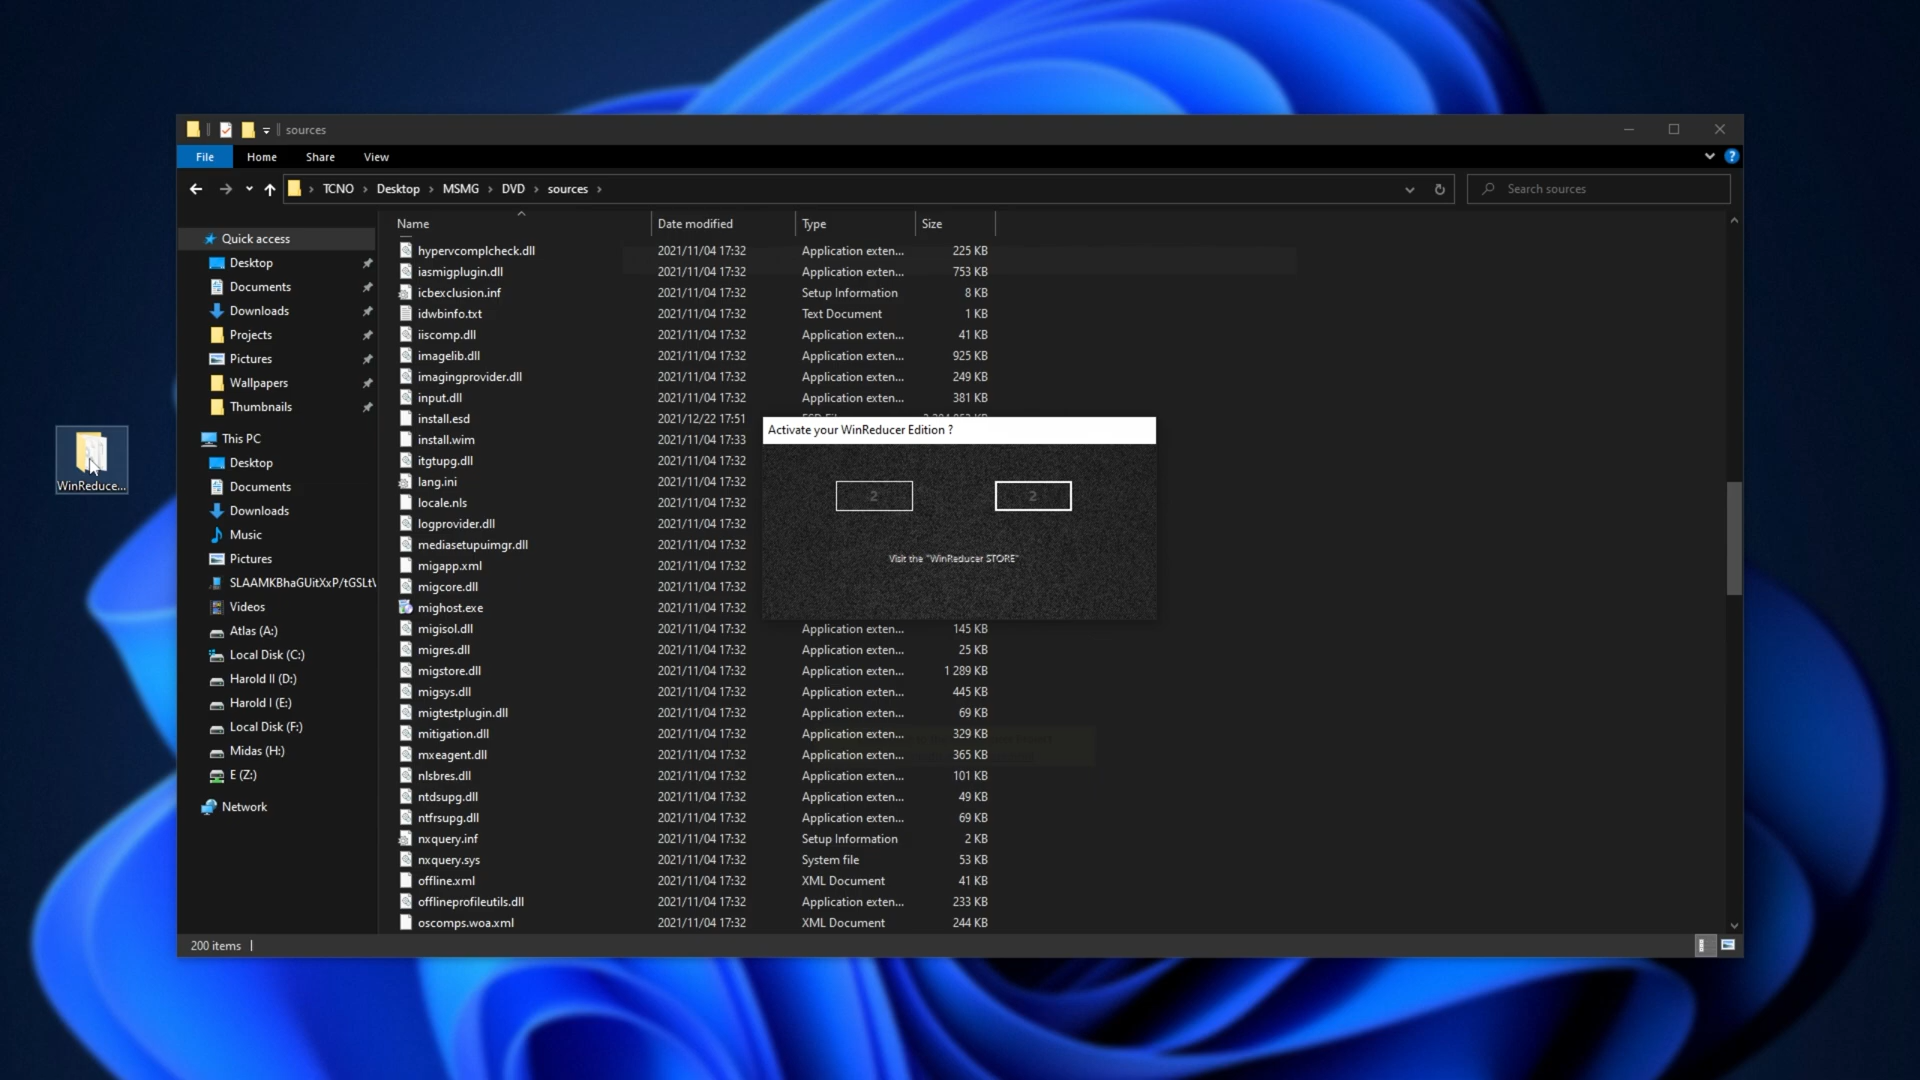 sources
File Home Share View
TCNO Desktop MSMG DVD sources
Search sources
Name Date modified Type Size
Quick access
Desktop
Documents
Downloads
Projects
Pictures
Wallpapers
Thumbnails
This PC
Desktop
Documents
Downloads
Music
Pictures
Videos
Atlas (A:)
Local Disk (C:)
Harold II (D:)
Harold I (E:)
Local Disk (F:)
Midas (H:)
E (Z:)
Network
hypervcomplcheck.dll 2021/11/04 17:32 Application exten... 225 KB
iasmigplugin.dll 2021/11/04 17:32 Application exten... 753 KB
icbexclusion.inf 2021/11/04 17:32 Setup Information 8 KB
idwbinfo.txt 2021/11/04 17:32 Text Document 1 KB
iiscomp.dll 2021/11/04 17:32 Application exten... 41 KB
imagelib.dll 2021/11/04 17:32 Application exten... 925 KB
imagingprovider.dll 2021/11/04 17:32 Application exten... 249 KB
input.dll 2021/11/04 17:32 Application exten... 381 KB
install.esd 2021/12/22 17:51
install.wim 2021/11/04 17:33
itgtupg.dll 2021/11/04 17:32
lang.ini 2021/11/04 17:32
locale.nls 2021/11/04 17:32
logprovider.dll 2021/11/04 17:32
mediasetupuimgr.dll 2021/11/04 17:32
migapp.xml 2021/11/04 17:32
migcore.dll 2021/11/04 17:32
mighost.exe 2021/11/04 17:32
migisol.dll 2021/11/04 17:32 Application exten... 145 KB
migres.dll 2021/11/04 17:32 Application exten... 25 KB
migstore.dll 2021/11/04 17:32 Application exten... 1 289 KB
migsys.dll 2021/11/04 17:32 Application exten... 445 KB
migtestplugin.dll 2021/11/04 17:32 Application exten... 69 KB
mitigation.dll 2021/11/04 17:32 Application exten... 329 KB
mxeagent.dll 2021/11/04 17:32 Application exten... 365 KB
nlsbres.dll 2021/11/04 17:32 Application exten... 101 KB
ntdsupg.dll 2021/11/04 17:32 Application exten... 49 KB
ntfrsupg.dll 2021/11/04 17:32 Application exten... 69 KB
nxquery.inf 2021/11/04 17:32 Setup Information 2 KB
nxquery.sys 2021/11/04 17:32 System file 53 KB
offline.xml 2021/11/04 17:32 XML Document 41 KB
offlineprofileutils.dll 2021/11/04 17:32 Application exten... 233 KB
oscomps.woa.xml 2021/11/04 17:32 XML Document 244 KB
Activate your WinReducer Edition ?
2 2
Visit the "WinReducer STORE"
WinReduce...
200 items